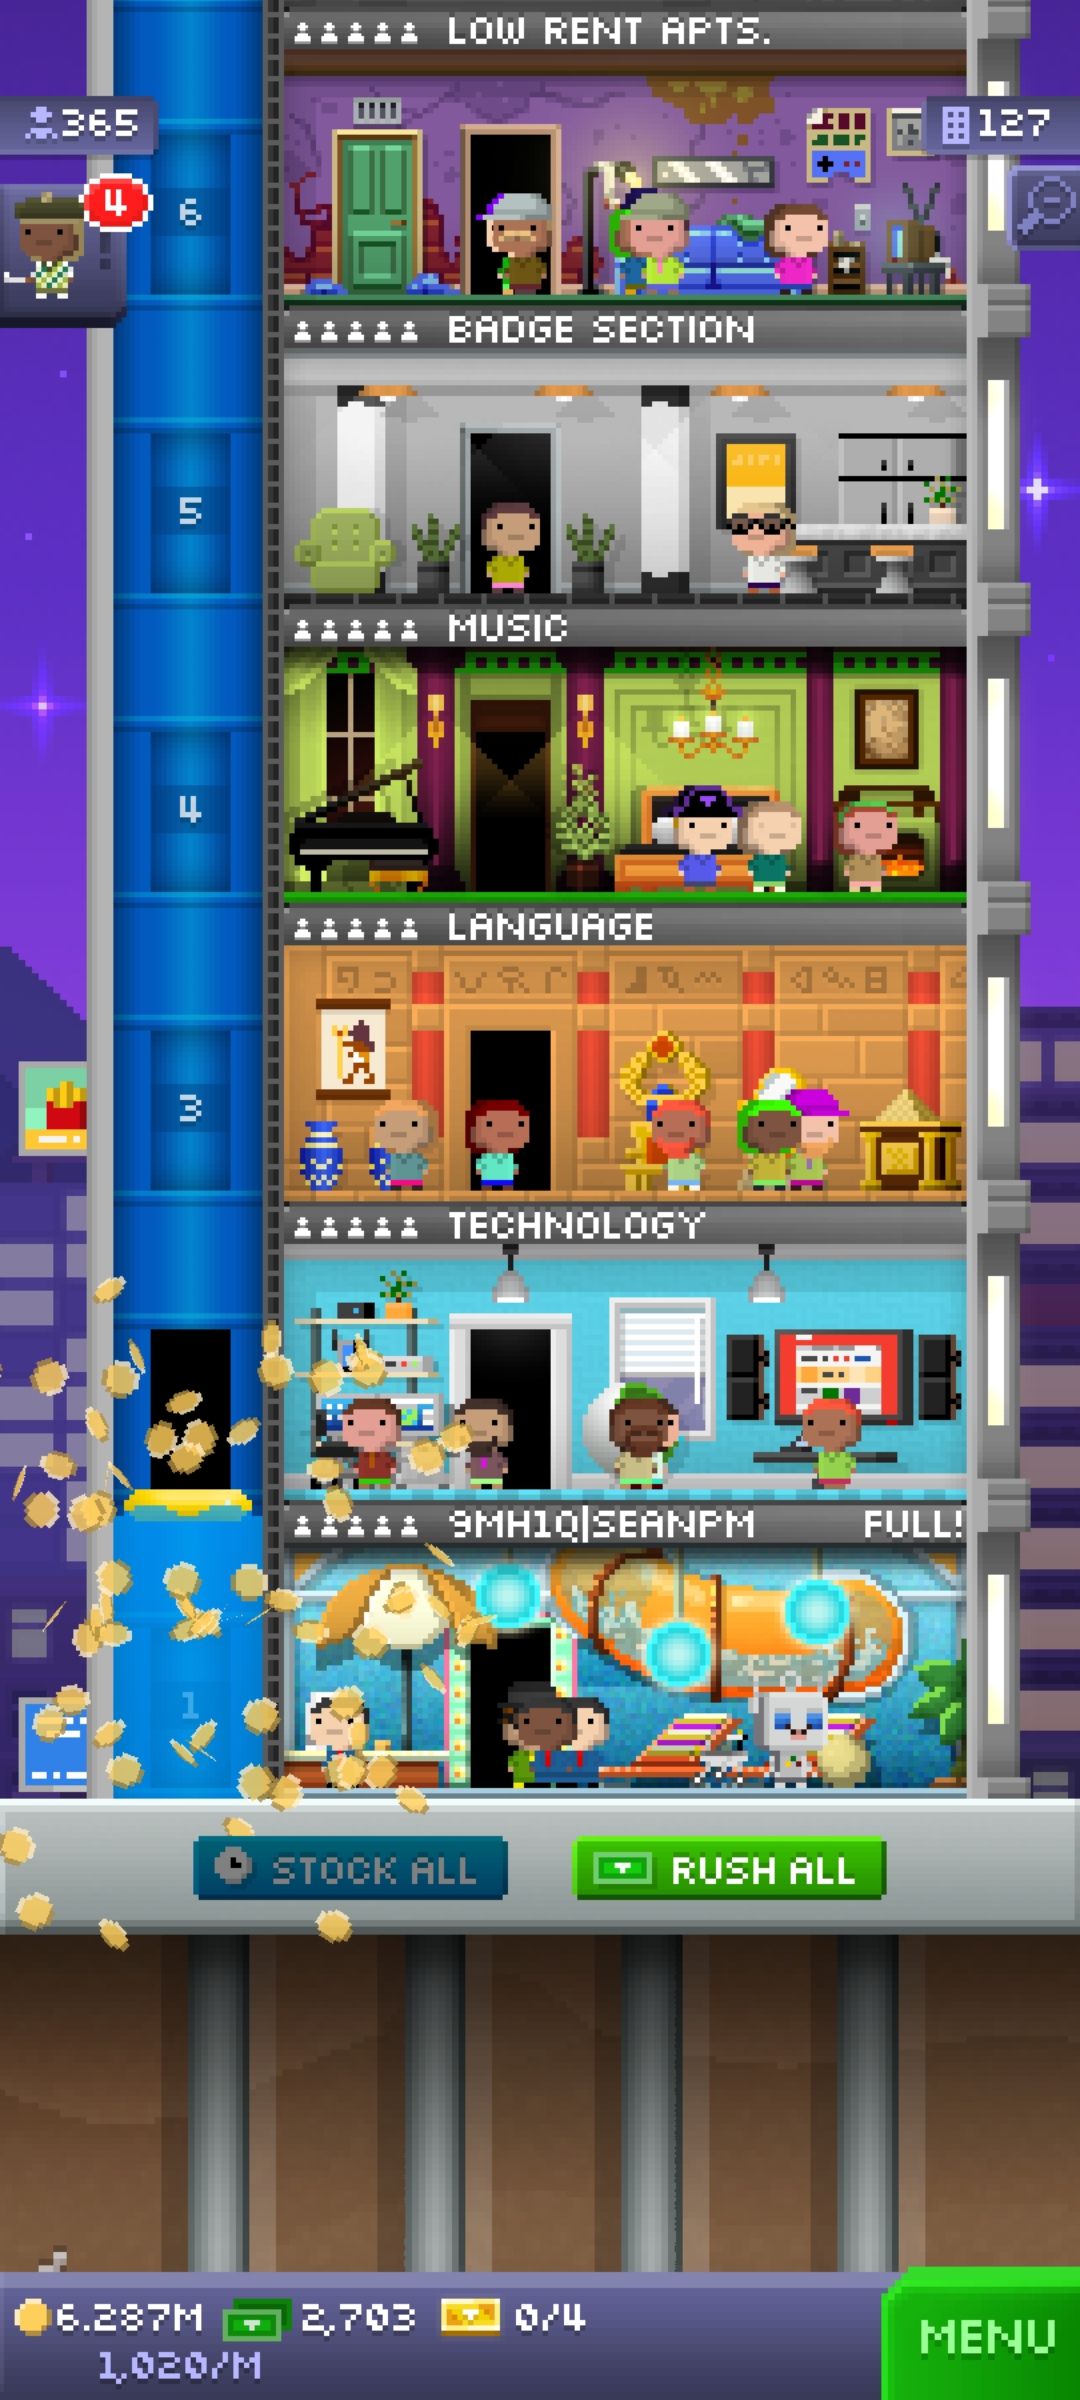 LOW RENT APTS.
365
127
4
6
BADGE SECTION
5
MUSIC
4
LANGUAGE
3
TECHNOLOGY
9MH1Q|SEANPM FULL!
1
STOCK ALL
RUSH ALL
6.287M 2,703 0/4
1,020/M
MENU